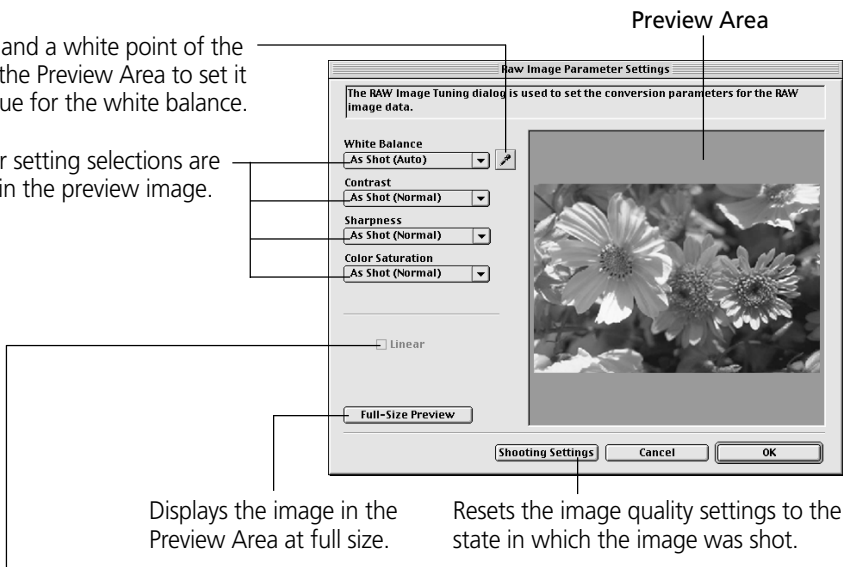 Preview Area
and a white point of the
the Preview Area to set it
ue for the white balance.
r setting selections are
in the preview image.
Raw Image Parameter Settings
The RAW Image Tuning dialog is used to set the conversion parameters for the RAW
image data.
White Balance
As Shot (Auto)
Contrast
As Shot (Normal)
Sharpness
As Shot (Normal)
Color Saturation
As Shot (Normal)
Linear
Full-Size Preview
Shooting Settings Cancel OK
Displays the image in the
Preview Area at full size.
Resets the image quality settings to the
state in which the image was shot.